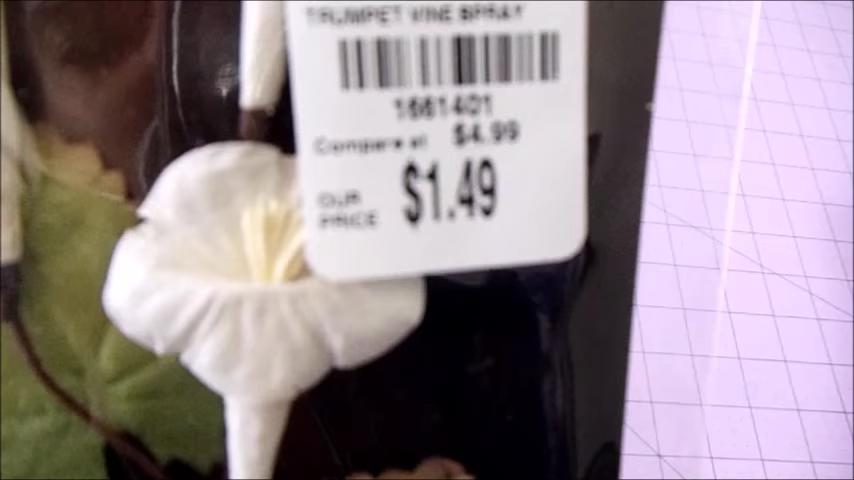 TRUMPET VINE SPRAY
1661401
Compare at $4.99
OUR PRICE $1.49